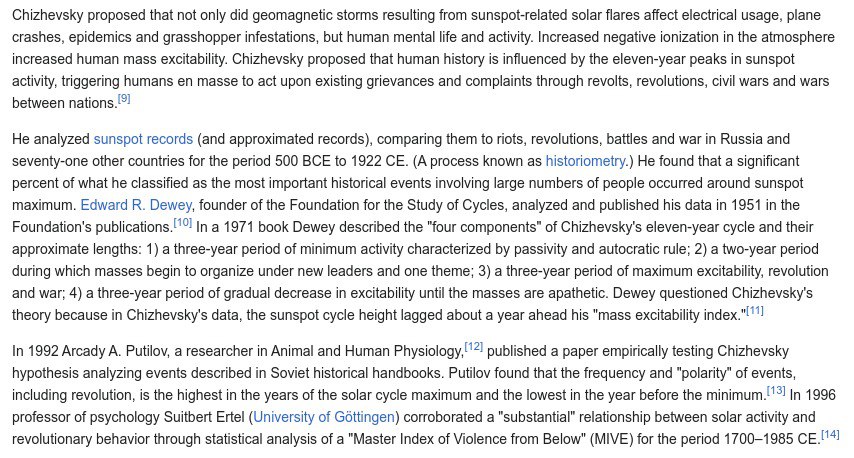 Chizhevsky proposed that not only did geomagnetic storms resulting from sunspot-related solar flares affect electrical usage, plane
crashes, epidemics and grasshopper infestations, but human mental life and activity. Increased negative ionization in the atmosphere
increased human mass excitability. Chizhevsky proposed that human history is influenced by the eleven-year peaks in sunspot
activity, triggering humans en masse to act upon existing grievances and complaints through revolts, revolutions, civil wars and wars
between nations.[9]
He analyzed sunspot records (and approximated records), comparing them to riots, revolutions, battles and war in Russia and
seventy-one other countries for the period 500 BCE to 1922 CE. (A process known as historiometry.) He found that a significant
percent of what he classified as the most important historical events involving large numbers of people occurred around sunspot
maximum. Edward R. Dewey, founder of the Foundation for the Study of Cycles, analyzed and published his data in 1951 in the
Foundation's publications.[10] In a 1971 book Dewey described the "four components" of Chizhevsky's eleven-year cycle and their
approximate lengths: 1) a three-year period of minimum activity characterized by passivity and autocratic rule; 2) a two-year period
during which masses begin to organize under new leaders and one theme; 3) a three-year period of maximum excitability, revolution
and war; 4) a three-year period of gradual decrease in excitability until the masses are apathetic. Dewey questioned Chizhevsky's
theory because in Chizhevsky's data, the sunspot cycle height lagged about a year ahead his "mass excitability index."[11]
In 1992 Arcady A. Putilov, a researcher in Animal and Human Physiology,[12] published a paper empirically testing Chizhevsky
hypothesis analyzing events described in Soviet historical handbooks. Putilov found that the frequency and "polarity" of events,
including revolution, is the highest in the years of the solar cycle maximum and the lowest in the year before the minimum.[13] In 1996
professor of psychology Suitbert Ertel (University of Göttingen) corroborated a "substantial" relationship between solar activity and
revolutionary behavior through statistical analysis of a "Master Index of Violence from Below" (MIVE) for the period 1700–1985 CE.[14]